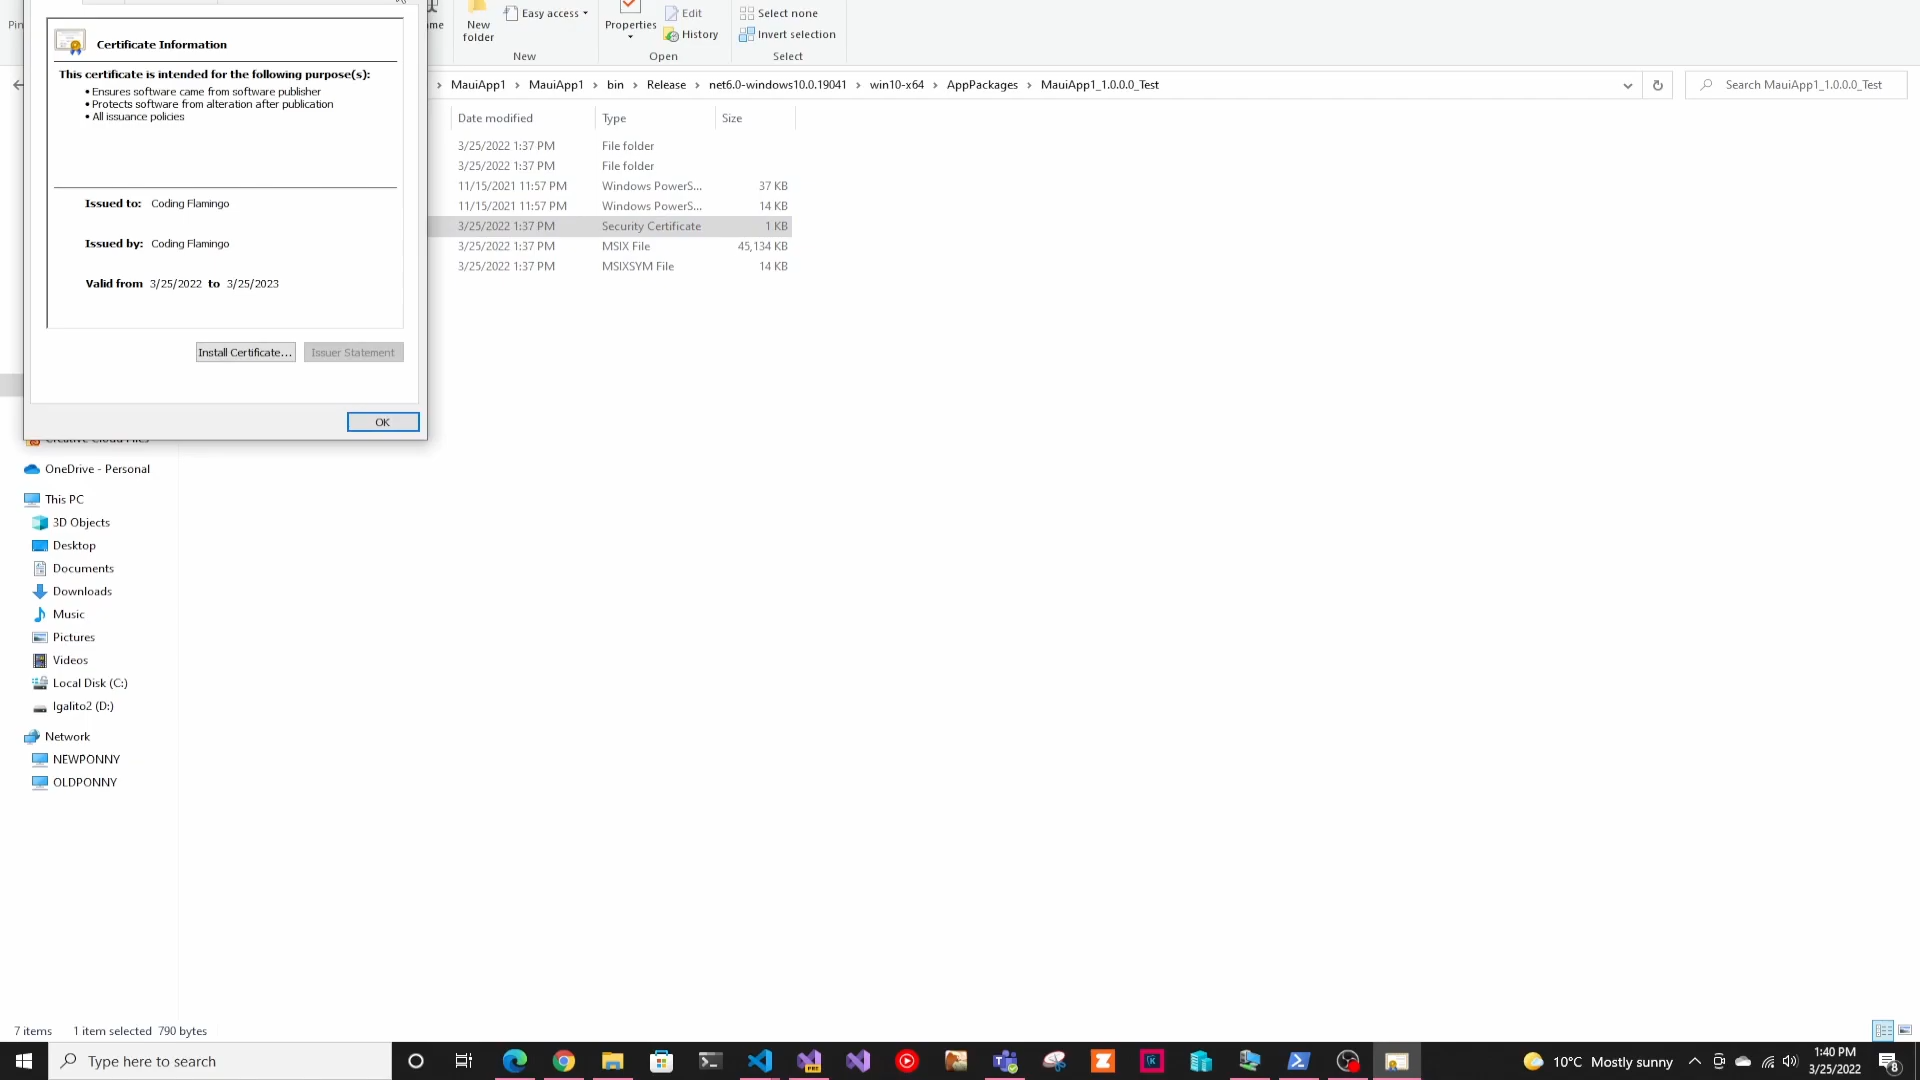 Certificate Information
This certificate is intended for the following purpose(s):
• Ensures software came from software publisher
• Protects software from alteration after publication
• All issuance policies
Issued to: Coding Flamingo
Issued by: Coding Flamingo
Valid from 3/25/2022 to 3/25/2023
Install Certificate...
Issuer Statement
OK
Pin
me
New folder
Easy access
New
Properties
Edit
History
Open
Select none
Invert selection
Select
MauiApp1 > MauiApp1 > bin > Release > net6.0-windows10.0.19041 > win10-x64 > AppPackages > MauiApp1_1.0.0.0_Test
Search MauiApp1_1.0.0.0_Test
Date modified Type Size
3/25/2022 1:37 PM File folder
3/25/2022 1:37 PM File folder
11/15/2021 11:57 PM Windows PowerS... 37 KB
11/15/2021 11:57 PM Windows PowerS... 14 KB
3/25/2022 1:37 PM Security Certificate 1 KB
3/25/2022 1:37 PM MSIX File 45,134 KB
3/25/2022 1:37 PM MSIXSYM File 14 KB
Creative Cloud Files
OneDrive - Personal
This PC
3D Objects
Desktop
Documents
Downloads
Music
Pictures
Videos
Local Disk (C:)
Network
NEWPONNY
OLDPONNY
7 items 1 item selected 790 bytes
Type here to search
PRE
10°C Mostly sunny
1:40 PM
3/25/2022
8